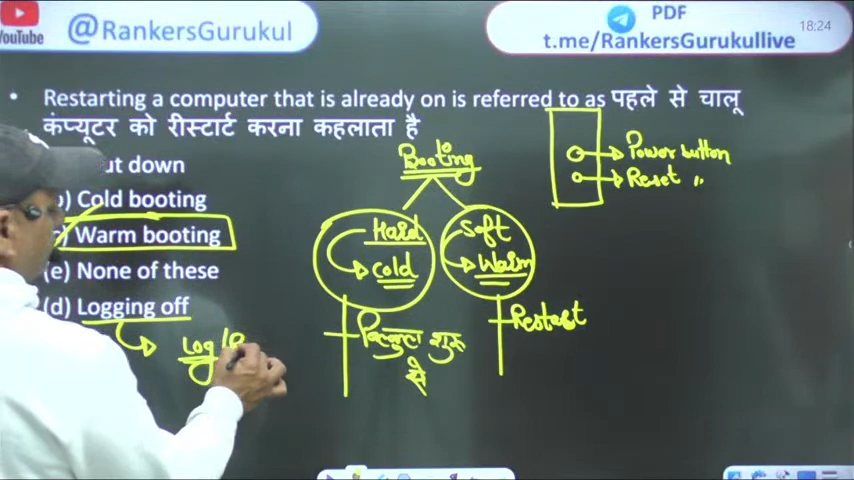 YouTube
@RankersGurukul
PDF
t.me/RankersGurukullive
18:24
• Restarting a computer that is already on is referred to as पहले से चालू
कंप्यूटर को रीस्टार्ट करना कहलाता है
ut down
) Cold booting
) Warm booting
(e) None of these
(d) Logging off
Log
Booting
Hard
Cold
शुरू
से
Soft
Warm
Restart
Power button
Reset "